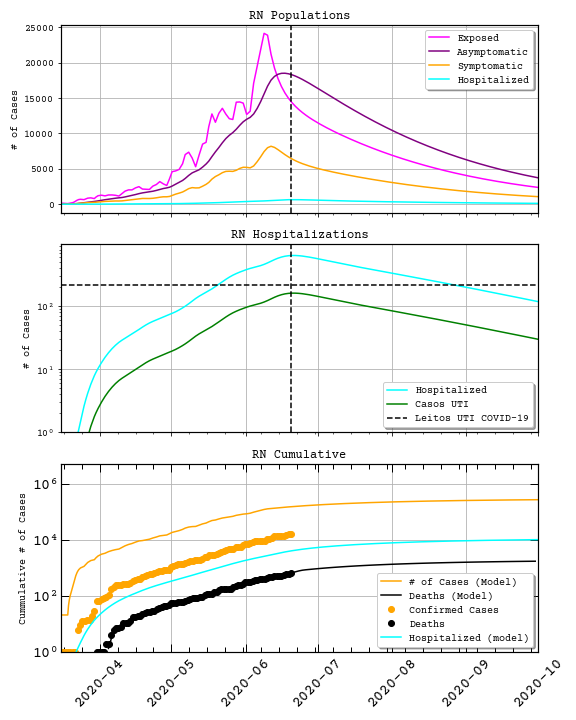 RN Populations
# of Cases
25000
20000
15000
10000
5000
0
Exposed
Asymptomatic
Symptomatic
Hospitalized
RN Hospitalizations
# of Cases
10²
10¹
10⁰
Hospitalized
Casos UTI
Leitos UTI COVID-19
RN Cumulative
Cummulative # of Cases
10⁶
10⁴
10²
10⁰
# of Cases (Model)
Deaths (Model)
Confirmed Cases
Deaths
Hospitalized (model)
2020-04
2020-05
2020-06
2020-07
2020-08
2020-09
2020-10